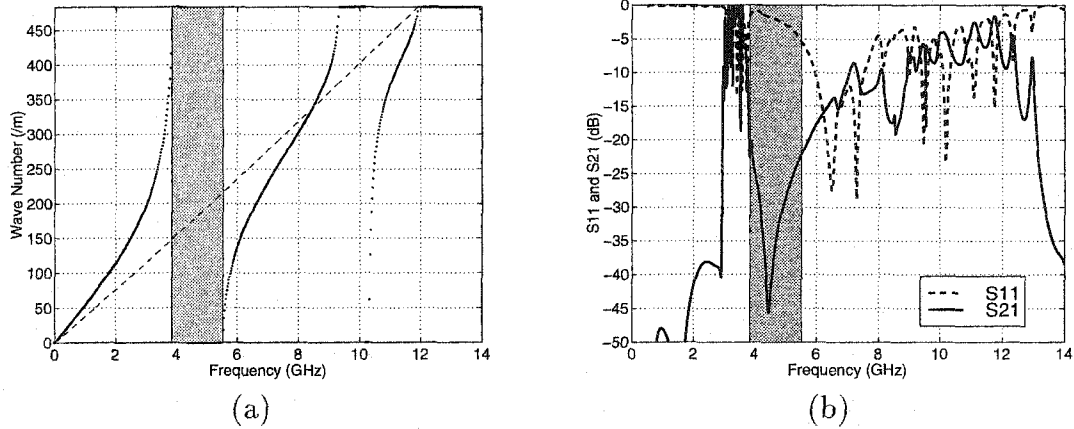 450
400
350
300
250
200
150
100
50
0
Wave Number (/m)
0 2 4 6 8 10 12 14
Frequency (GHz)
(a)
0
-5
-10
-15
-20
-25
-30
-35
-40
-45
-50
S11 and S21 (dB)
S11
S21
0 2 4 6 8 10 12 14
Frequency (GHz)
(b)